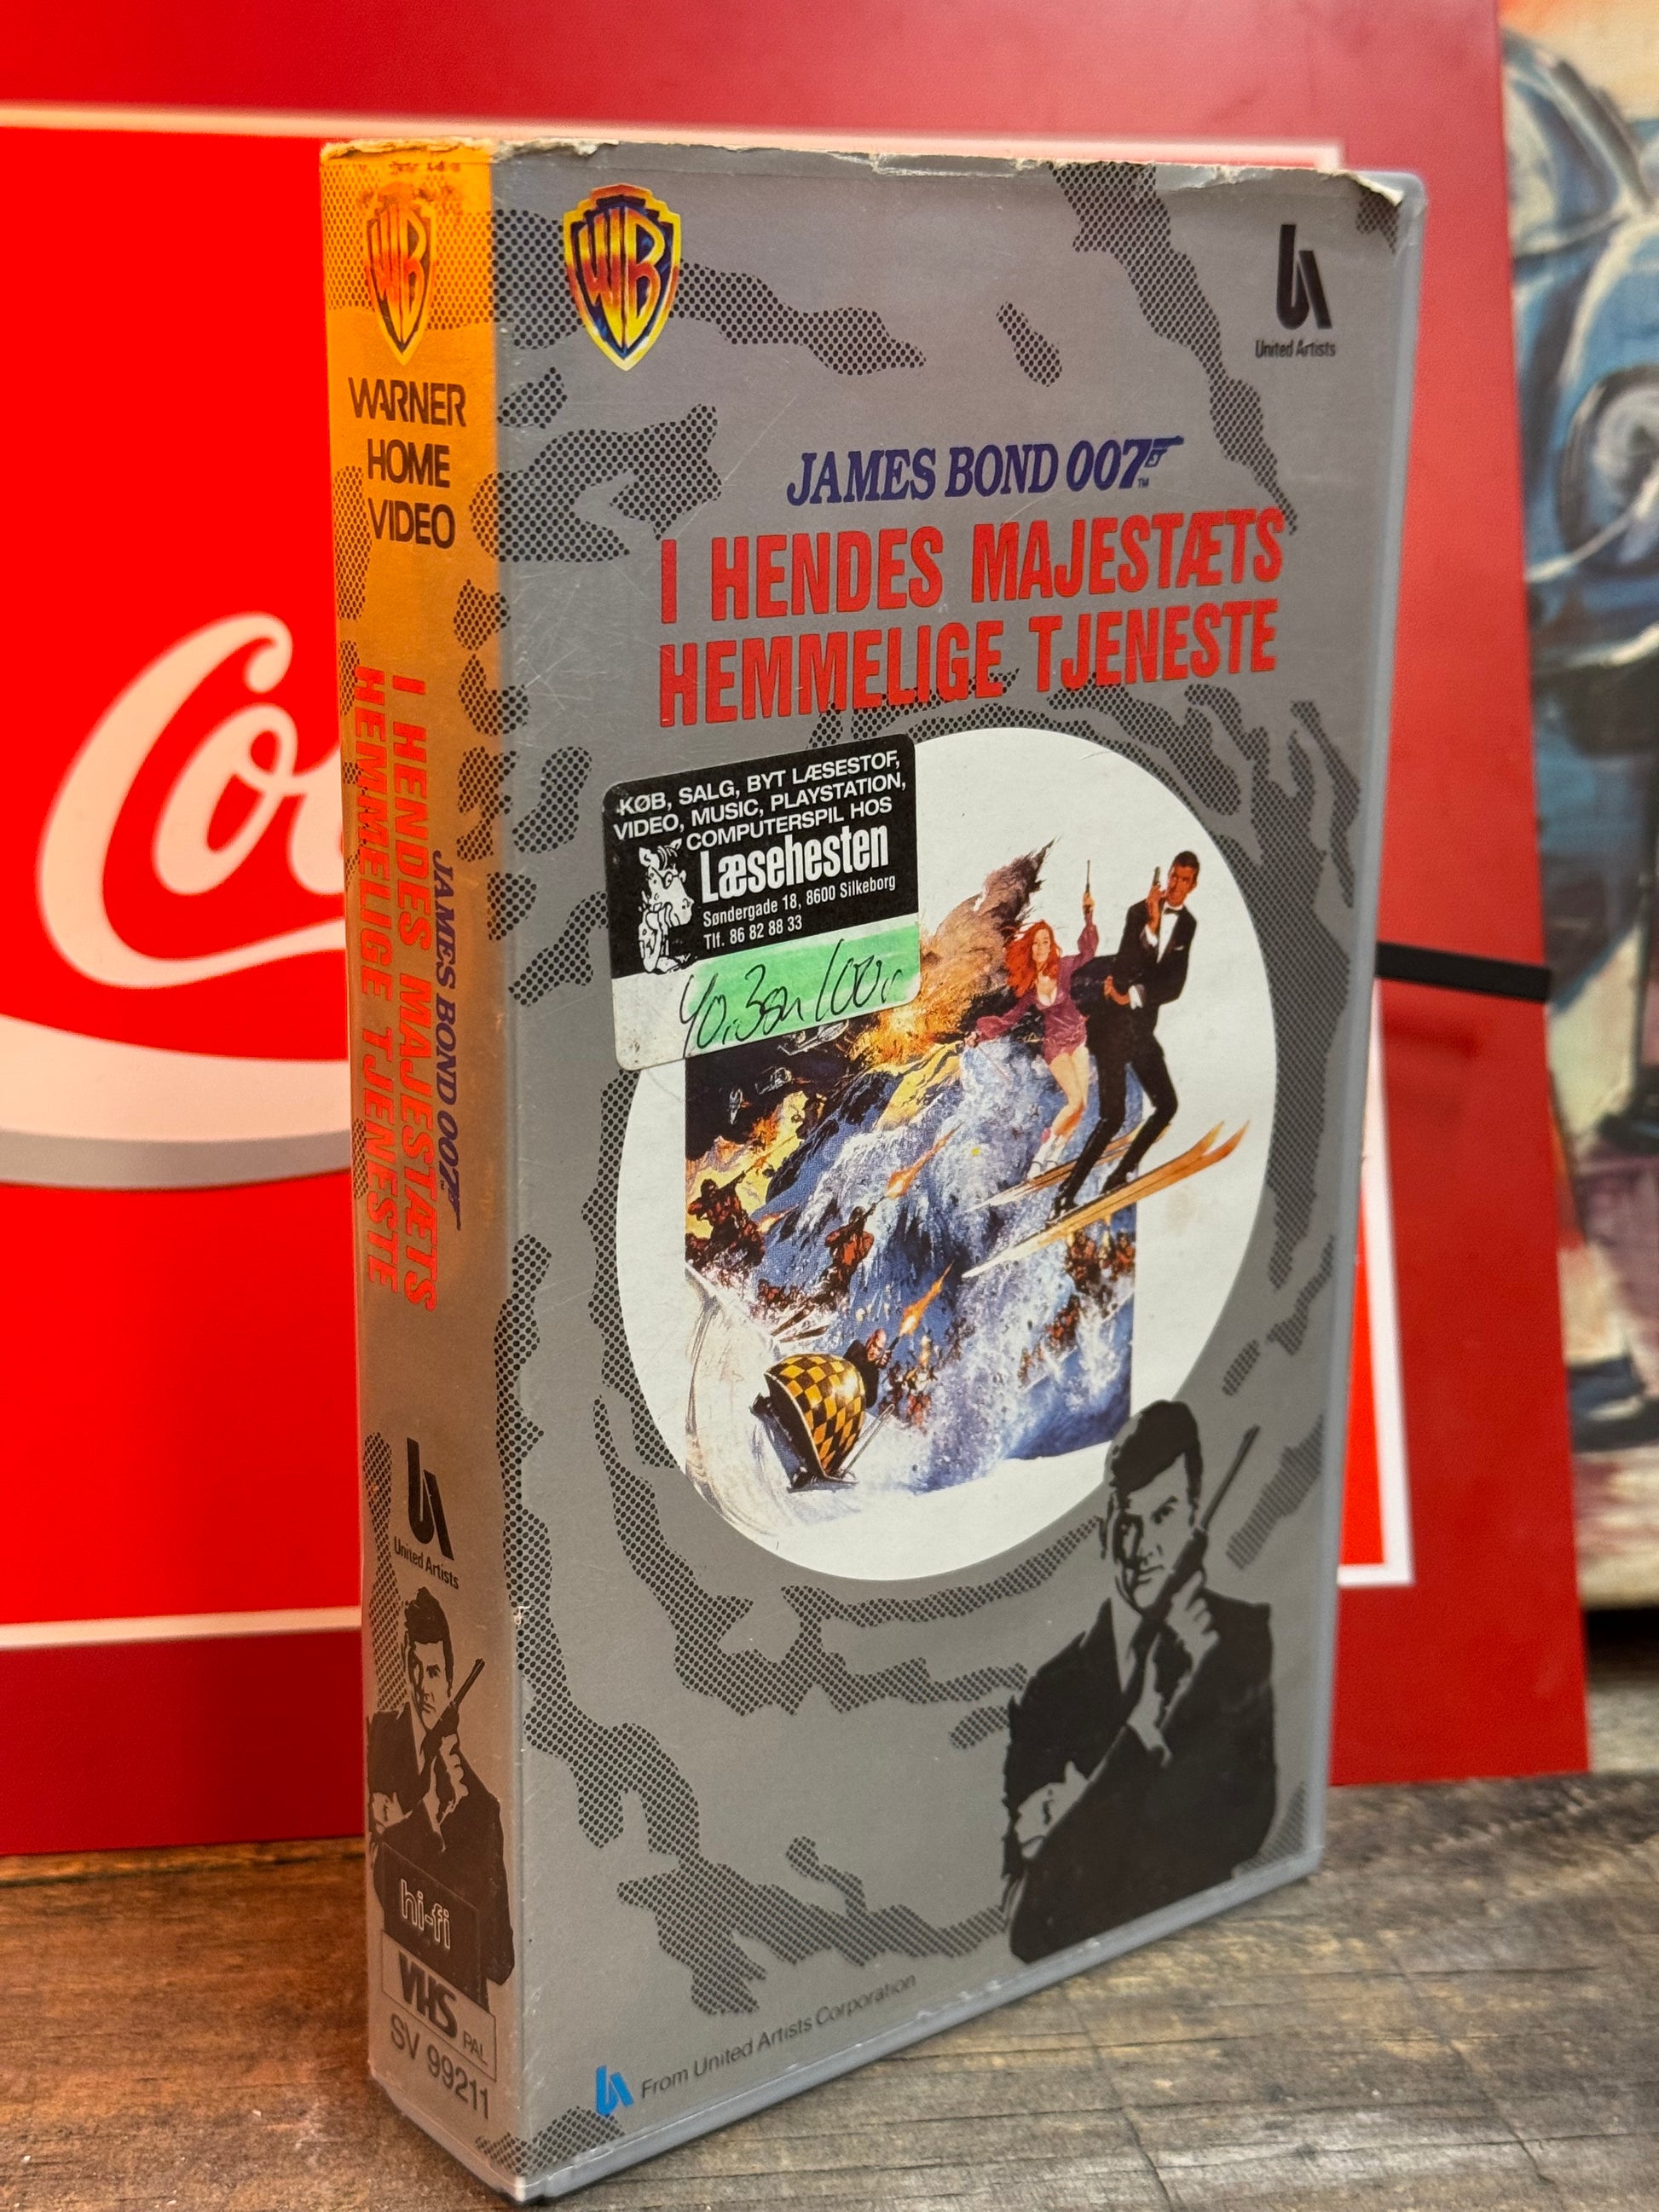 WB
WARNER
HOME
VIDEO
JAMES BOND 007
I HENDES MAJESTÆTS
HEMMELIGE TJENESTE
United Artists
hi-fi
VHS PAL
SV 99211
WB
United Artists
JAMES BOND 007 TM
I HENDES MAJESTÆTS
HEMMELIGE TJENESTE
KØB, SALG, BYT LÆSESTOF,
VIDEO, MUSIC, PLAYSTATION,
COMPUTERSPIL HOS
Læsehesten
Søndergade 18, 8600 Silkeborg
Tlf. 86 82 88 33
From United Artists Corporation